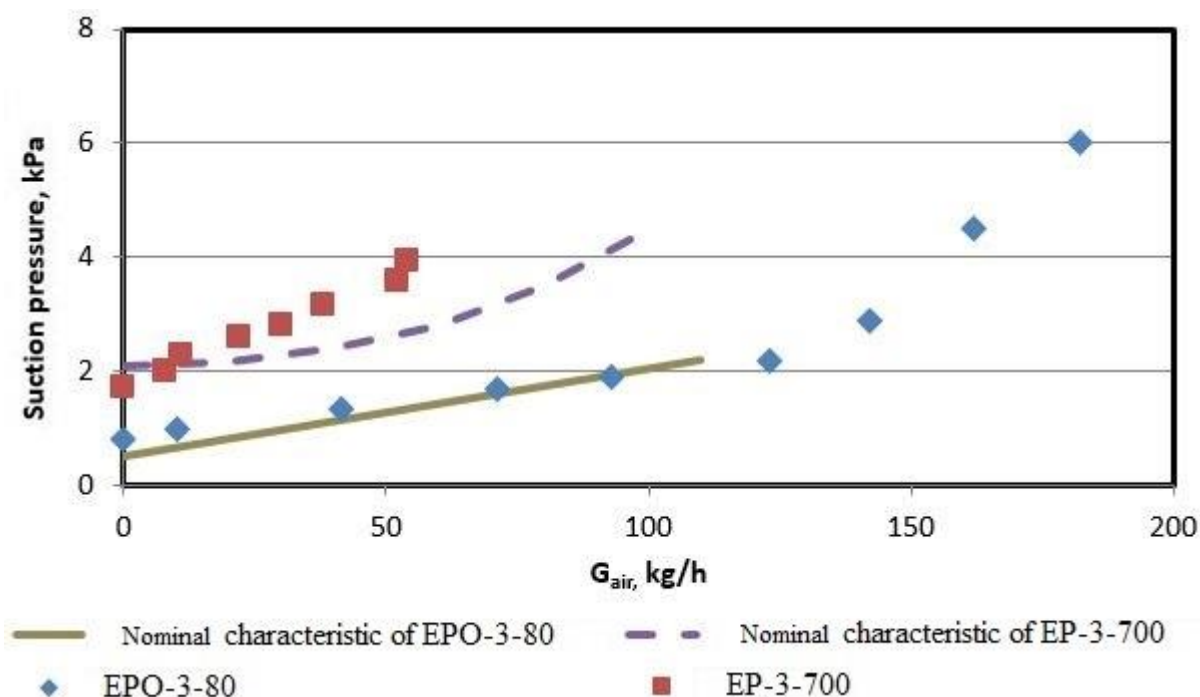 8
6
4
2
0
Suction pressure, kPa
0 50 100 150 200
G_air, kg/h
Nominal characteristic of EPO-3-80
Nominal characteristic of EP-3-700
EPO-3-80
EP-3-700